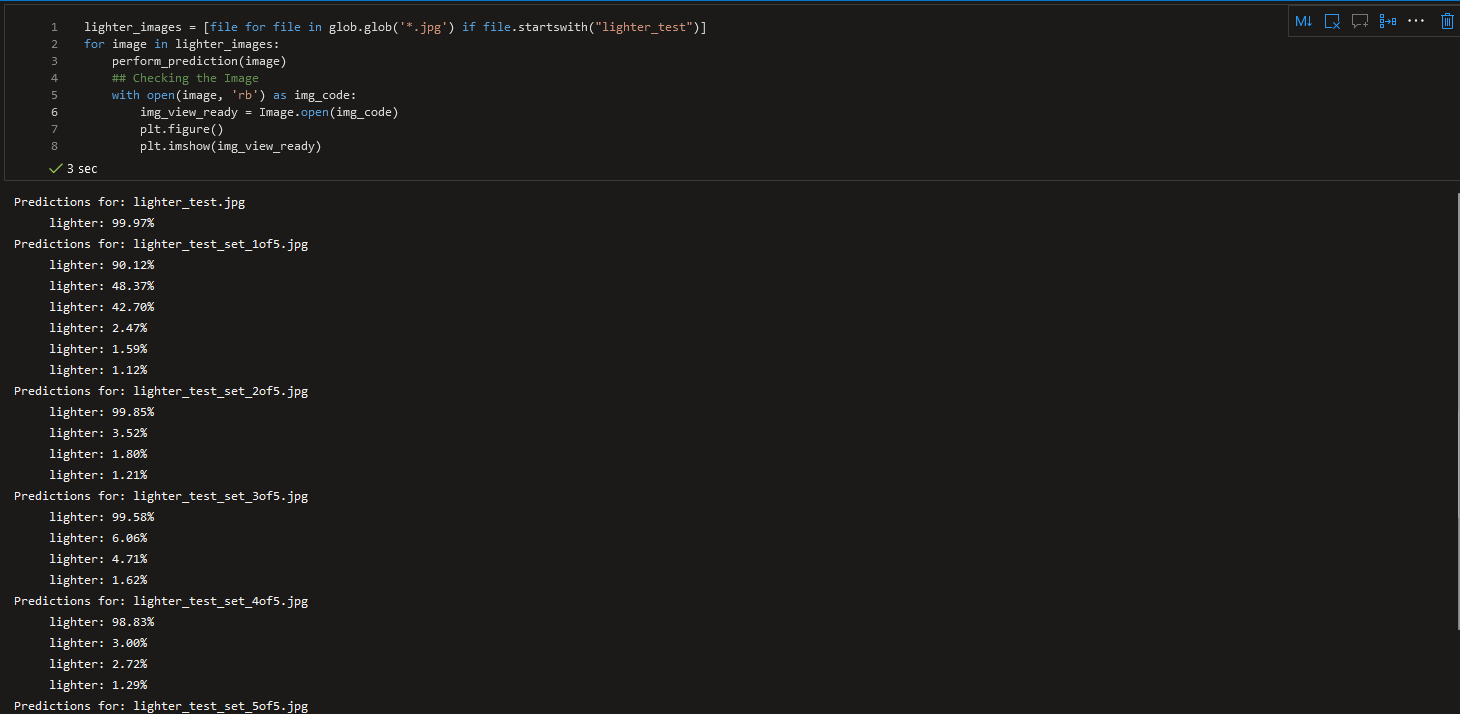 1 lighter_images = [file for file in glob.glob('*.jpg') if file.startswith("lighter_test")]
2 for image in lighter_images:
3     perform_prediction(image)
4     ## Checking the Image
5     with open(image, 'rb') as img_code:
6         img_view_ready = Image.open(img_code)
7         plt.figure()
8         plt.imshow(img_view_ready)
M↓
✓ 3 sec
Predictions for: lighter_test.jpg
lighter: 99.97%
Predictions for: lighter_test_set_1of5.jpg
lighter: 90.12%
lighter: 48.37%
lighter: 42.70%
lighter: 2.47%
lighter: 1.59%
lighter: 1.12%
Predictions for: lighter_test_set_2of5.jpg
lighter: 99.85%
lighter: 3.52%
lighter: 1.80%
lighter: 1.21%
Predictions for: lighter_test_set_3of5.jpg
lighter: 99.58%
lighter: 6.06%
lighter: 4.71%
lighter: 1.62%
Predictions for: lighter_test_set_4of5.jpg
lighter: 98.83%
lighter: 3.00%
lighter: 2.72%
lighter: 1.29%
Predictions for: lighter_test_set_5of5.jpg